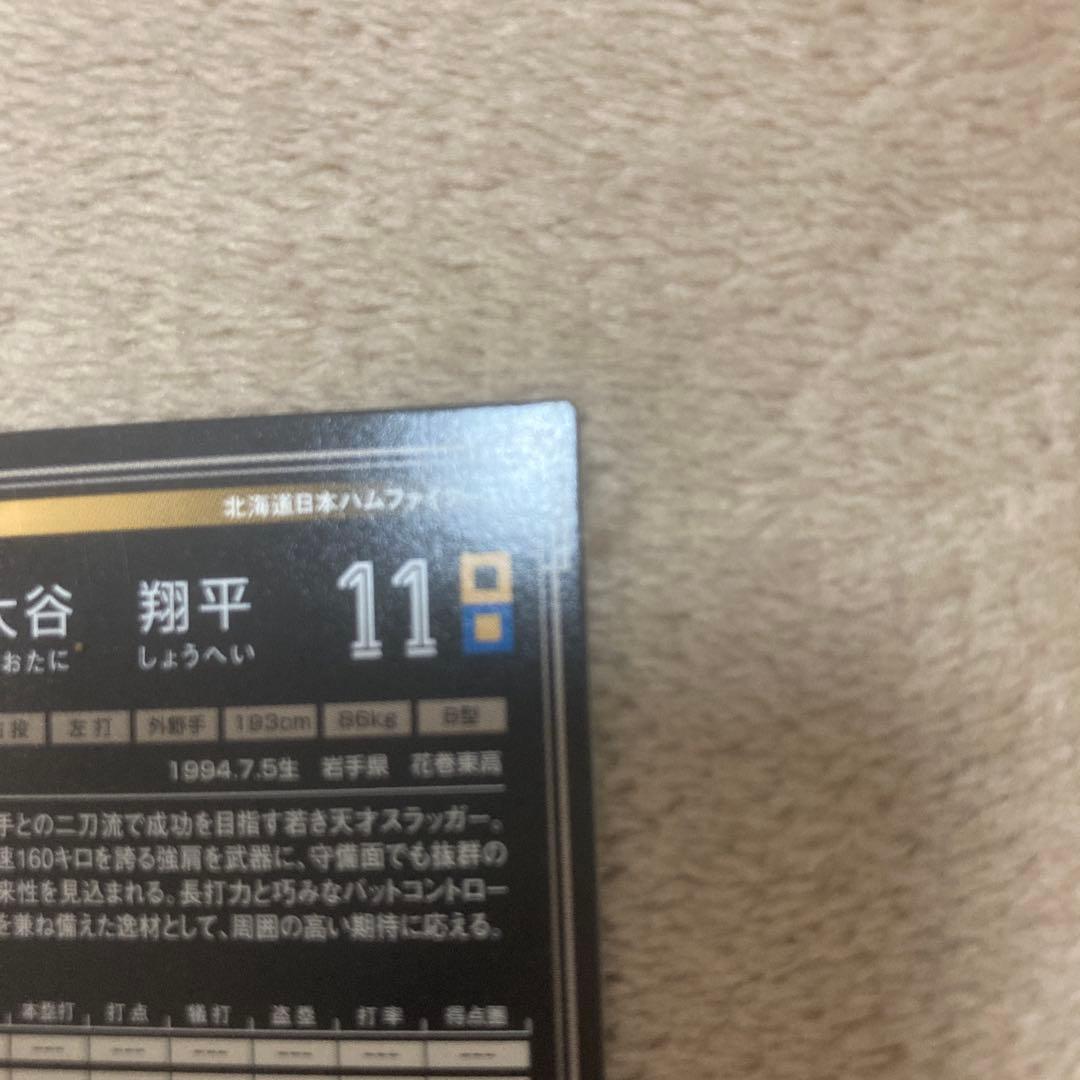 北海道日本ハムファイ
大谷 翔平 11
おたに しょうへい
投 左打 外野手 193cm 86kg B型
1994.7.5生 岩手県 花巻東高
手との二刀流で成功を目指す若き天才スラッガー。
速160キロを誇る強肩を武器に、守備面でも抜群の
来性を見込まれる。長打力と巧みなバットコントロー
を兼ね備えた逸材として、周囲の高い期待に応える。
本塁打 打点 犠打 盗塁 打率 得点圏
--- --- --- --- --- ---